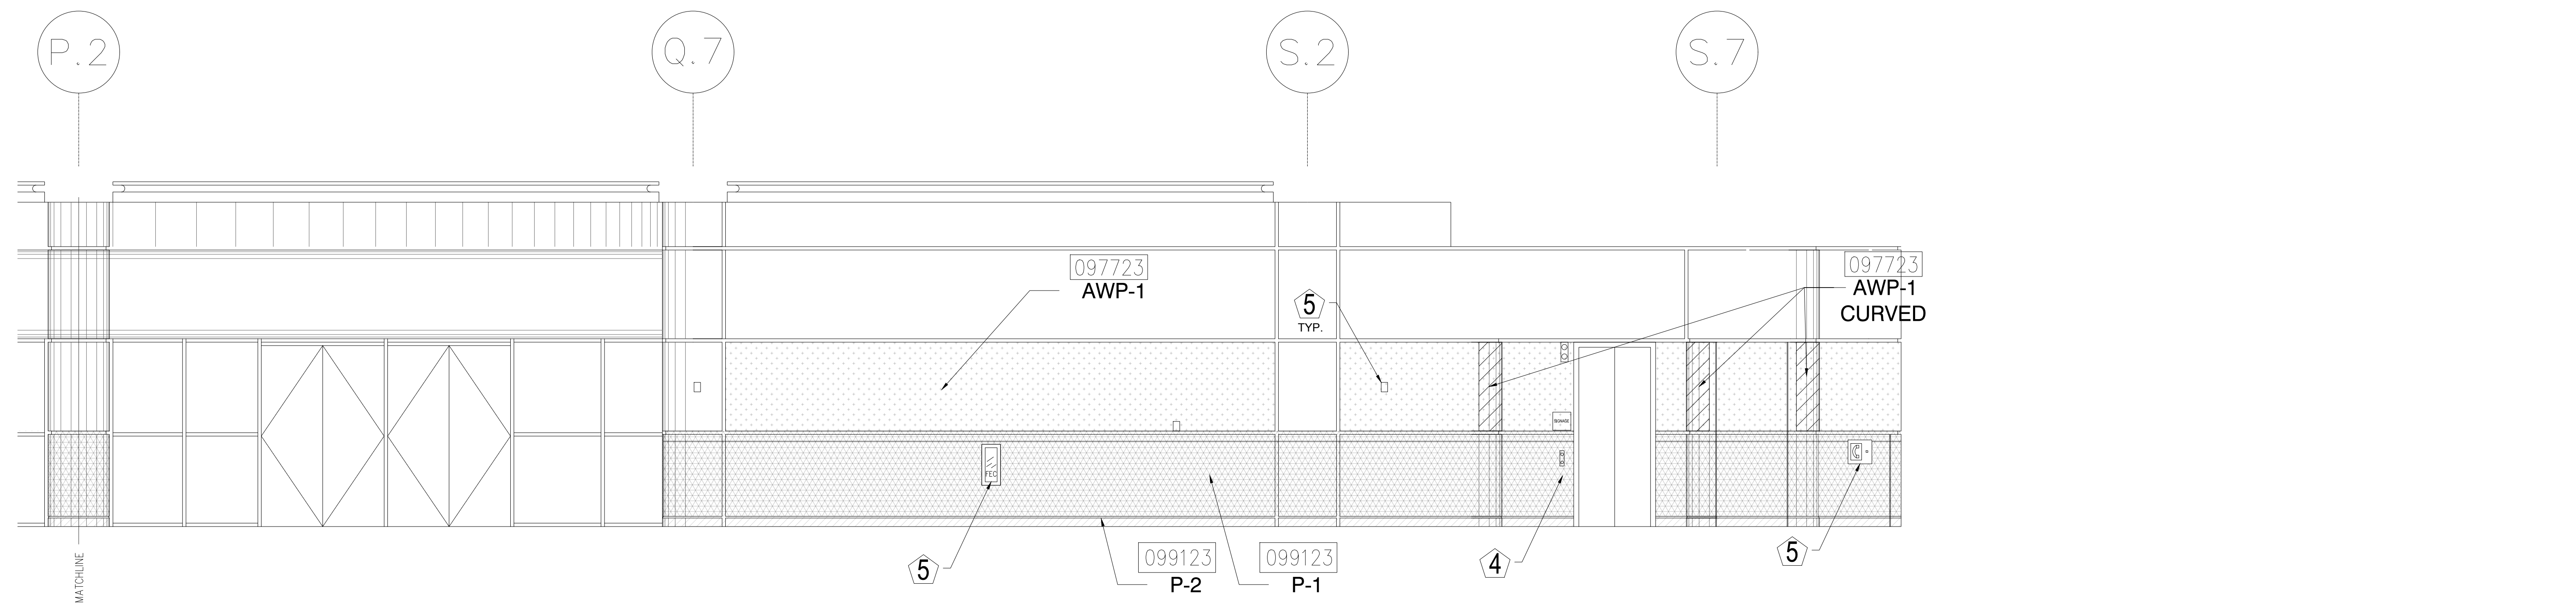 P.2
Q.7
S.2
S.7
097723
AWP-1
5
TYP.
097723
AWP-1
CURVED
SIGNAGE
FEC
5
099123
P-2
099123
P-1
4
5
MATCHLINE